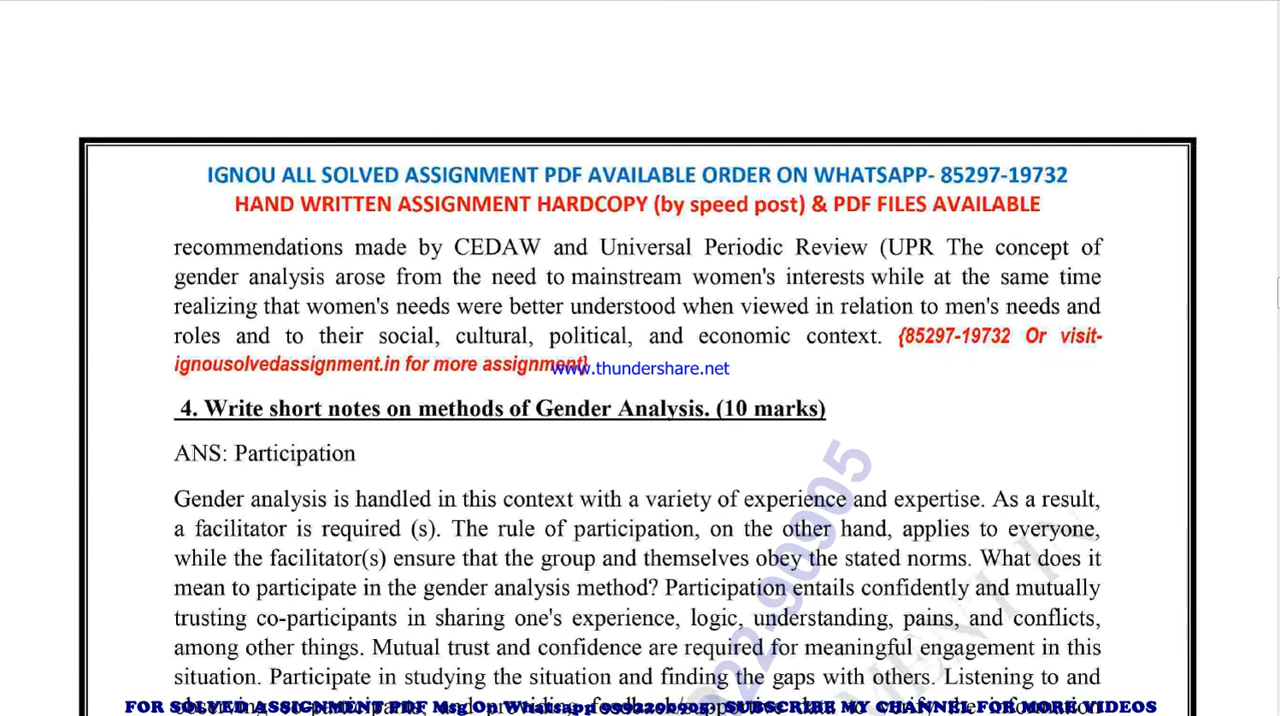 IGNOU ALL SOLVED ASSIGNMENT PDF AVAILABLE ORDER ON WHATSAPP- 85297-19732
HAND WRITTEN ASSIGNMENT HARDCOPY (by speed post) & PDF FILES AVAILABLE
recommendations made by CEDAW and Universal Periodic Review (UPR The concept of
gender analysis arose from the need to mainstream women's interests while at the same time
realizing that women's needs were better understood when viewed in relation to men's needs and
roles and to their social, cultural, political, and economic context. {85297-19732 Or visit-
ignousolvedassignment.in for more assignment}
www.thundershare.net
4. Write short notes on methods of Gender Analysis. (10 marks)
ANS: Participation
Gender analysis is handled in this context with a variety of experience and expertise. As a result,
a facilitator is required (s). The rule of participation, on the other hand, applies to everyone,
while the facilitator(s) ensure that the group and themselves obey the stated norms. What does it
mean to participate in the gender analysis method? Participation entails confidently and mutually
trusting co-participants in sharing one's experience, logic, understanding, pains, and conflicts,
among other things. Mutual trust and confidence are required for meaningful engagement in this
situation. Participate in studying the situation and finding the gaps with others. Listening to and
FOR SOLVED ASSIGNMENT PDF Msg On Whatsapp SUBSCRIBE MY CHANNEL FOR MORE VIDEOS